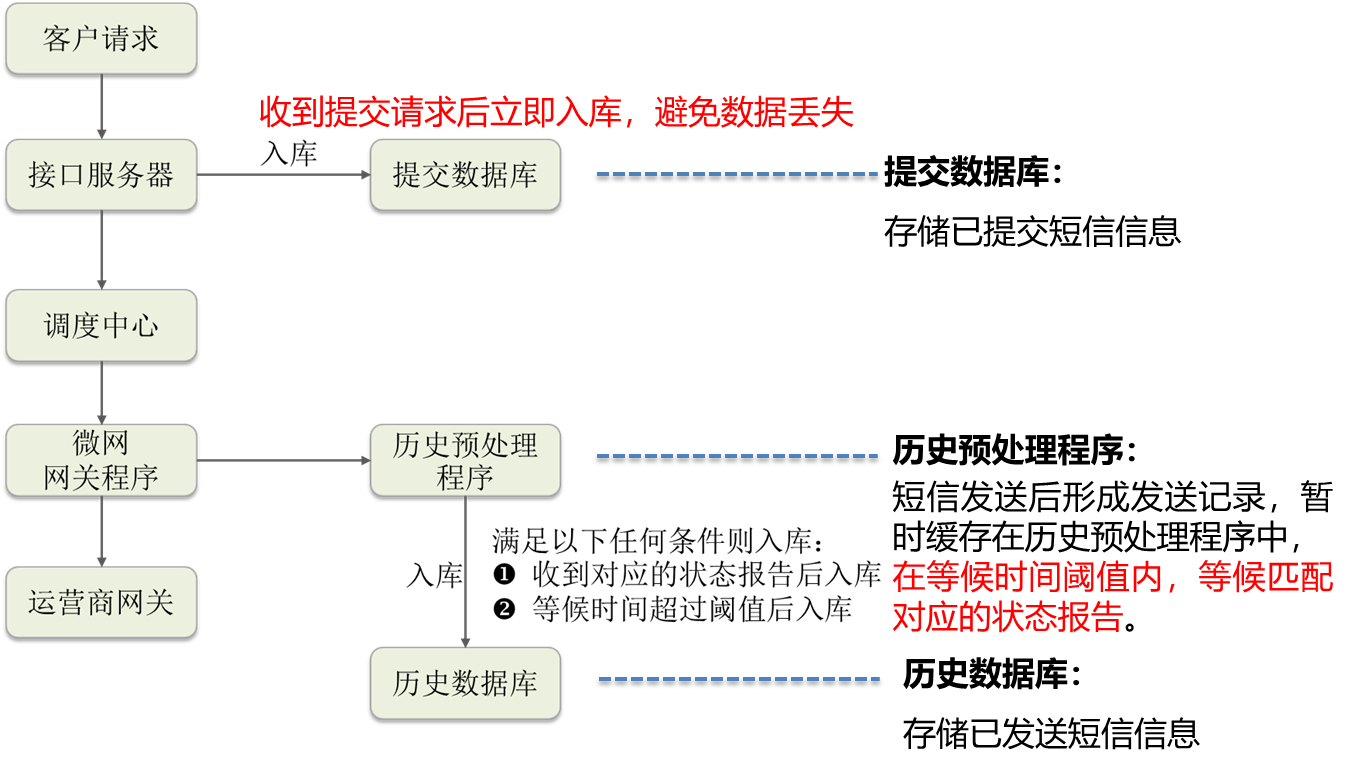 客户请求
收到提交请求后立即入库，避免数据丢失
入库
接口服务器
提交数据库
提交数据库：
存储已提交短信信息
调度中心
微网
网关程序
历史预处理
程序
历史预处理程序：
短信发送后形成发送记录，暂
时缓存在历史预处理程序中，
在等候时间阈值内，等候匹配
对应的状态报告。
满足以下任何条件则入库：
❶ 收到对应的状态报告后入库
❷ 等候时间超过阈值后入库
入库
运营商网关
历史数据库
历史数据库：
存储已发送短信信息